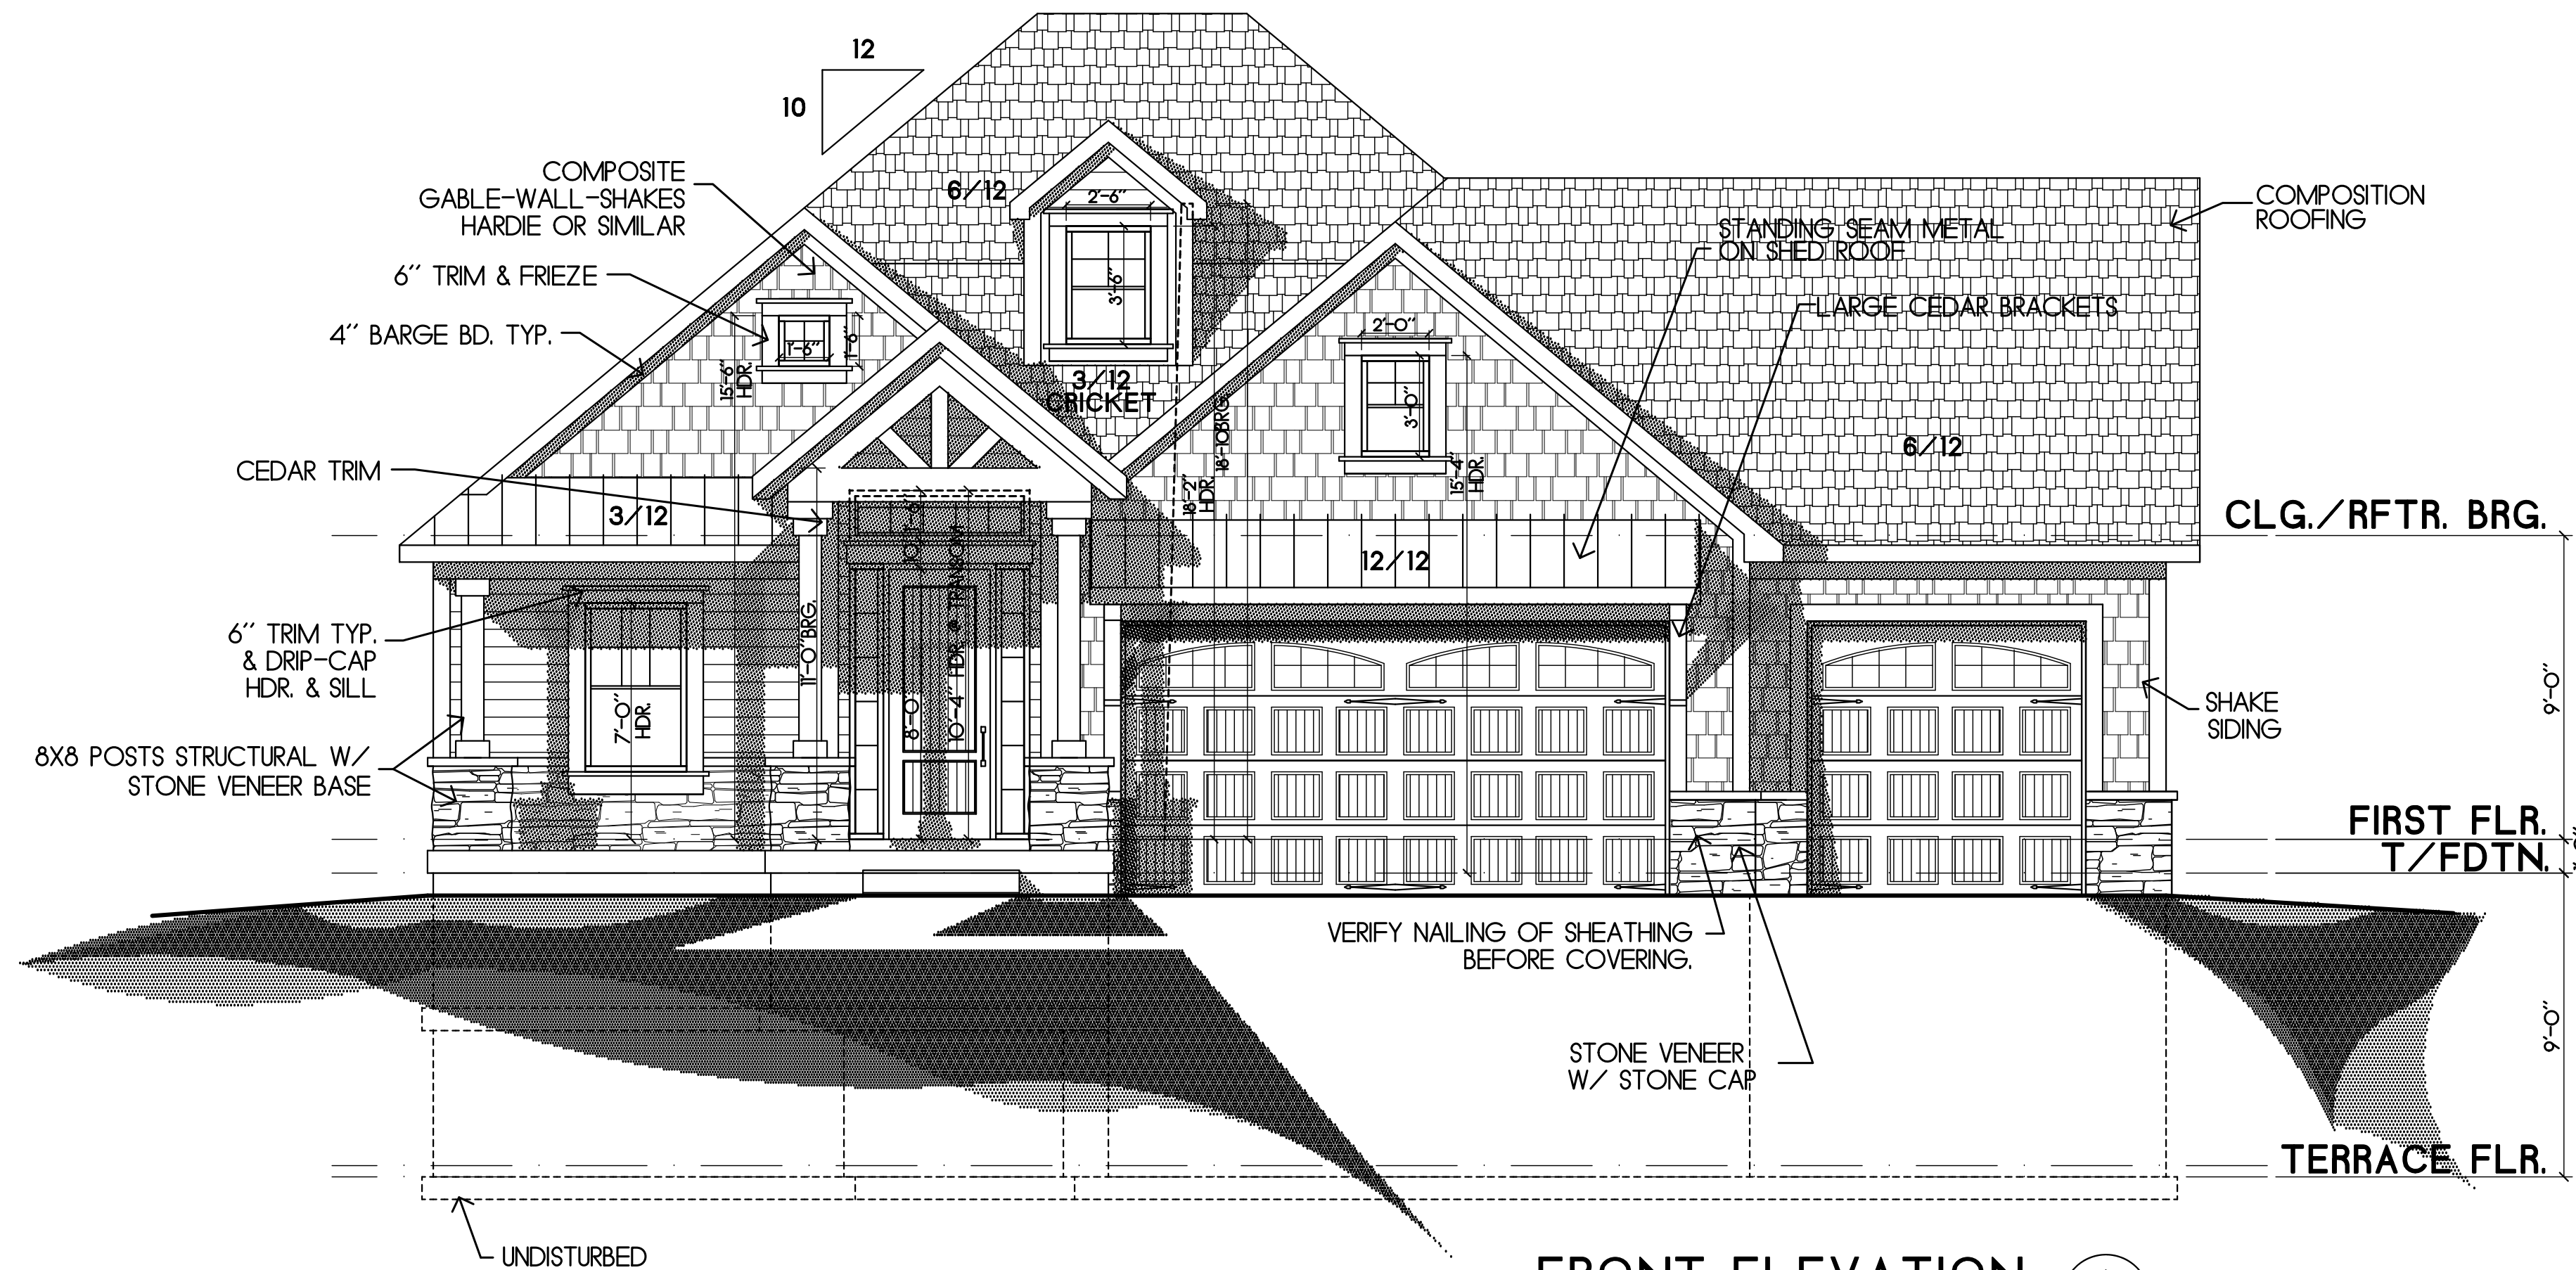 12
10
COMPOSITE
GABLE-WALL-SHAKES
HARDIE OR SIMILAR
6" TRIM & FRIEZE
4" BARGE BD. TYP.
CEDAR TRIM
6" TRIM TYP.
& DRIP-CAP
HDR. & SILL
8X8 POSTS STRUCTURAL W/
STONE VENEER BASE
6/12
2'-6"
3'-6"
3/12
CRICKET
1'-6"
1'-6"
15'-6"
HDR.
3/12
11'-0" BRG.
8'-0"
10'-4" HDR. @ TRANSOM
7'-0"
HDR.
18'-2"
HDR.
18'-10 BRG.
2'-0"
3'-0"
15'-4"
HDR.
12/12
6/12
STANDING SEAM METAL
ON SHED ROOF
LARGE CEDAR BRACKETS
COMPOSITION
ROOFING
CLG./RFTR. BRG.
9'-0"
SHAKE
SIDING
FIRST FLR.
T/FDTN.
VERIFY NAILING OF SHEATHING
BEFORE COVERING.
STONE VENEER
W/ STONE CAP
9'-0"
TERRACE FLR.
UNDISTURBED
FRONT ELEVATION